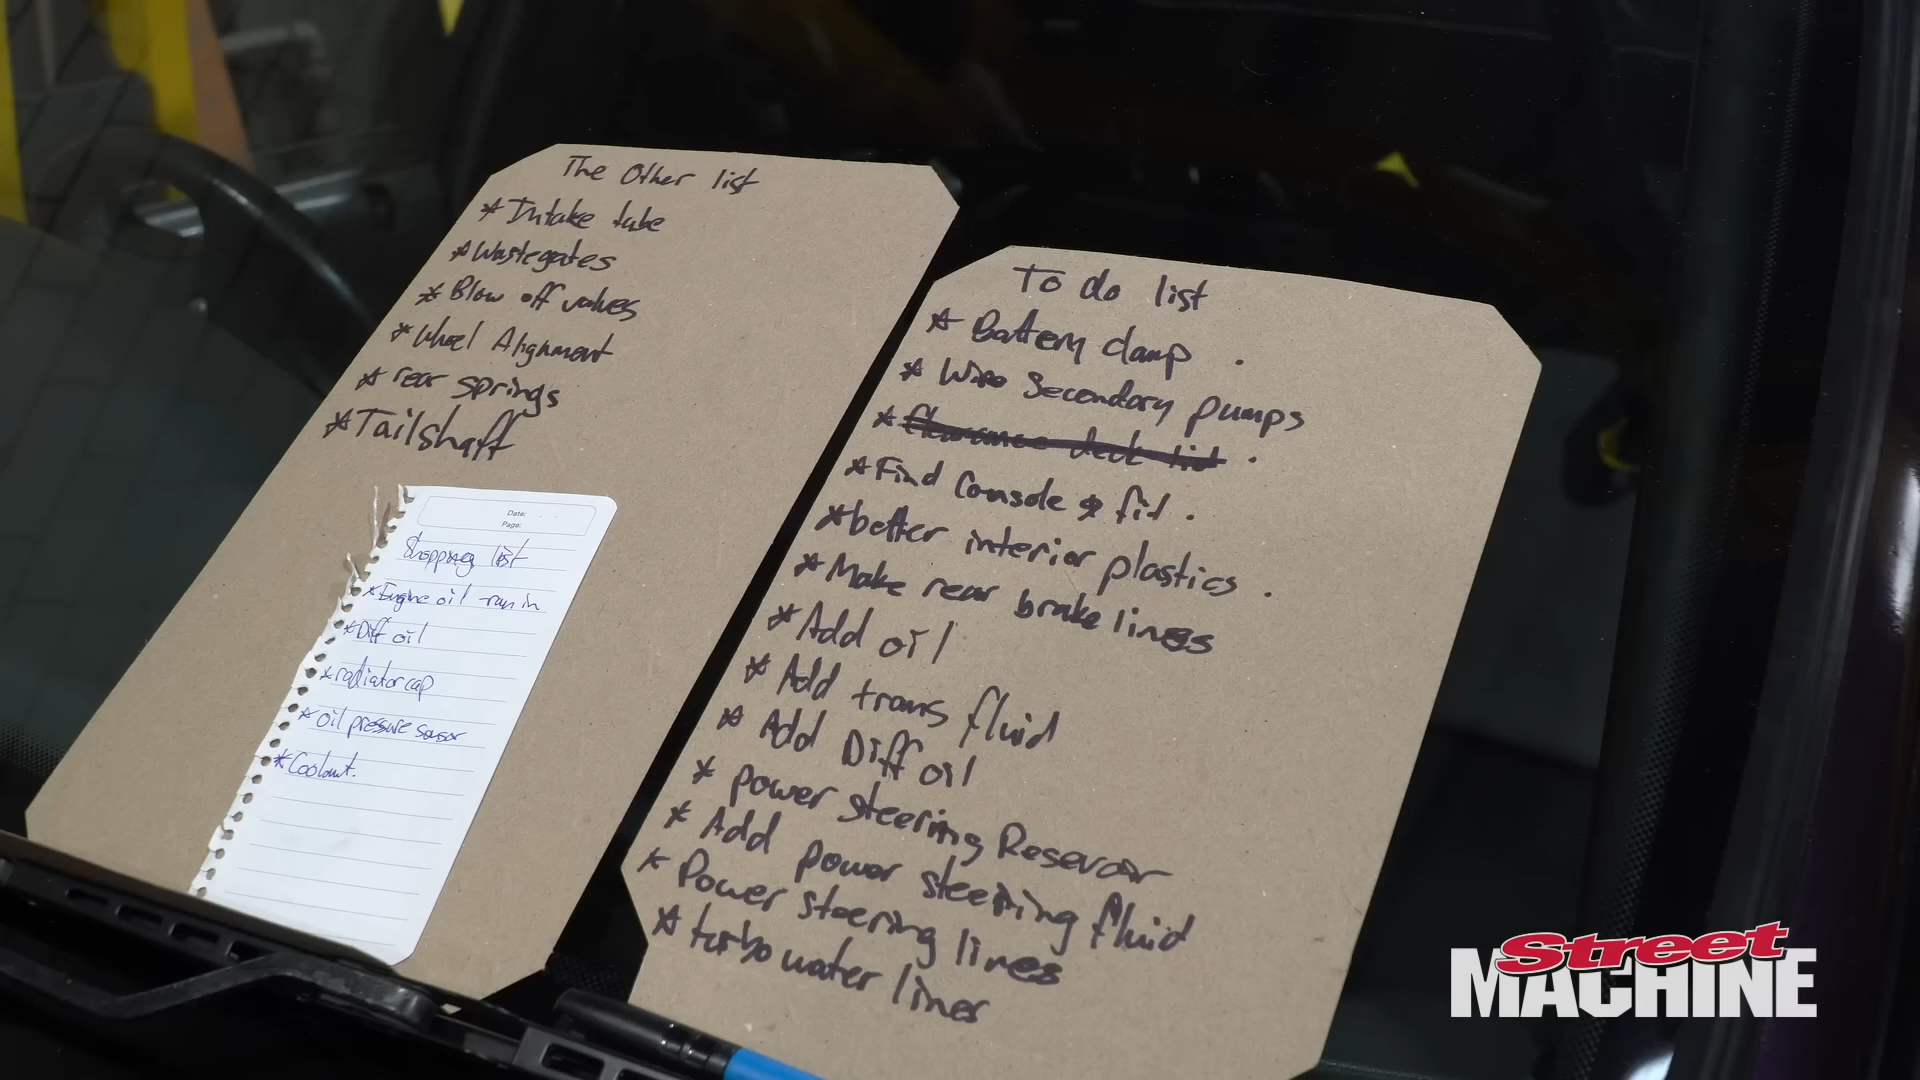 The Other list
* Intake tube
* Wastegates
* Blow off valves
* Wheel Alignment
* rear springs
* Tailshaft
Date:
Page:
Shopping list
* Engine oil run in
* Diff oil
* radiator cap
* oil pressure sensor
* Coolant.
To do list
* Battery clamp .
* Wire Secondary pumps
* Clearance deck lid .
* Find Console & fit .
* better interior plastics .
* Make rear brake lines
* Add oil
* Add trans fluid
* Add Diff oil
* power steering Reservoir
* Add power steering fluid
* Power steering lines
* turbo water lines
Street
MACHINE